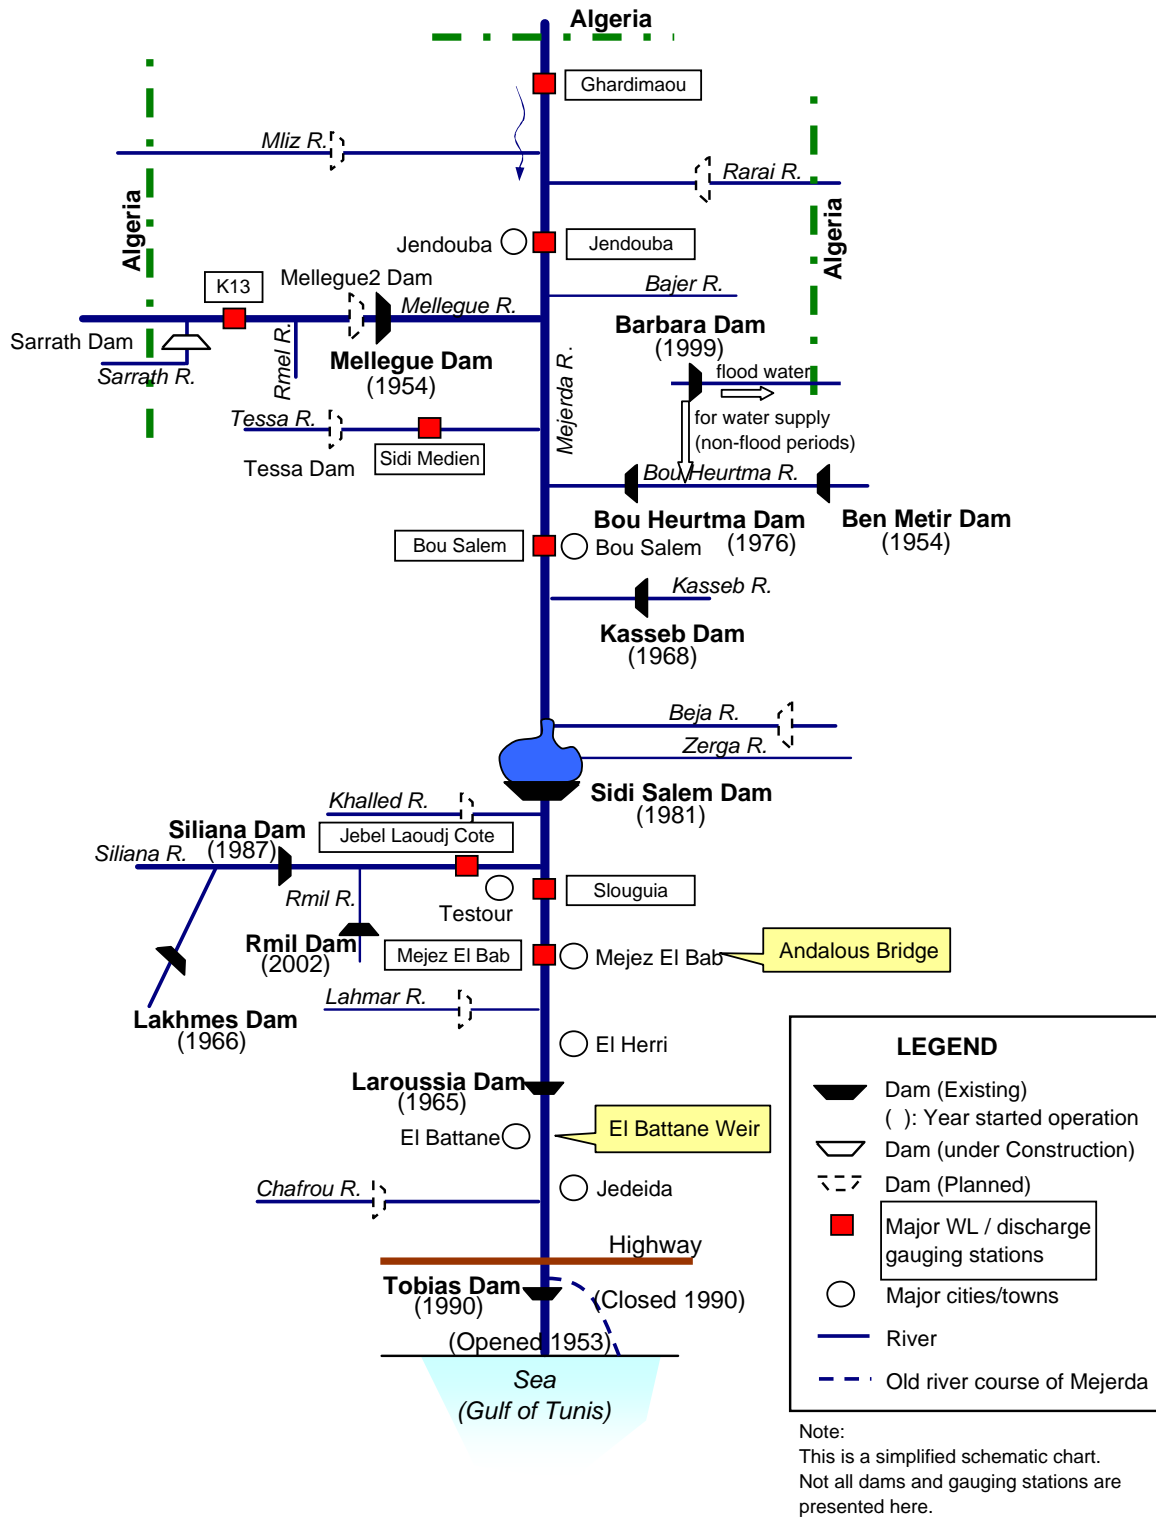 Algeria
Ghardimaou
Mliz R.
Rarai R.
Algeria
Algeria
Jendouba
Jendouba
K13
Mellegue2 Dam
Mellegue R.
Bajer R.
Sarrath Dam
Sarrath R.
Rmel R.
Mellegue Dam
(1954)
Mejerda R.
Barbara Dam
(1999)
flood water
for water supply
(non-flood periods)
Tessa R.
Tessa Dam
Sidi Medien
Bou Heurtma R.
Bou Heurtma Dam
(1976)
Ben Metir Dam
(1954)
Bou Salem
Bou Salem
Kasseb R.
Kasseb Dam
(1968)
Beja R.
Zerga R.
Sidi Salem Dam
(1981)
Khalled R.
Siliana Dam
(1987)
Jebel Laoudj Cote
Siliana R.
Rmil R.
Testour
Slouguia
Rmil Dam
(2002)
Mejez El Bab
Mejez El Bab
Andalous Bridge
Lakhmes Dam
(1966)
Lahmar R.
El Herri
Laroussia Dam
(1965)
El Battane
El Battane Weir
Chafrou R.
Jedeida
Highway
Tobias Dam
(1990)
(Closed 1990)
(Opened 1953)
Sea
(Gulf of Tunis)
LEGEND
Dam (Existing)
( ): Year started operation
Dam (under Construction)
Dam (Planned)
Major WL / discharge
gauging stations
Major cities/towns
River
Old river course of Mejerda
Note:
This is a simplified schematic chart.
Not all dams and gauging stations are
presented here.